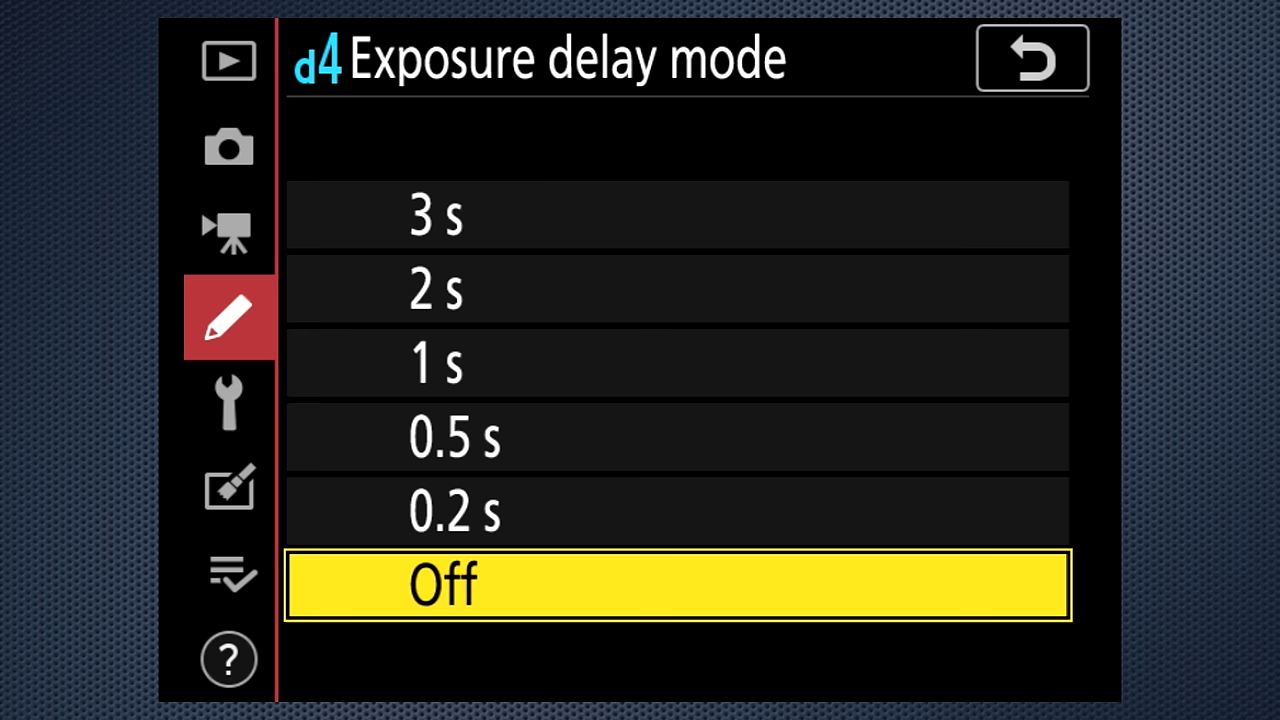 d4 Exposure delay mode
3 s
2 s
1 s
0.5 s
0.2 s
Off
?